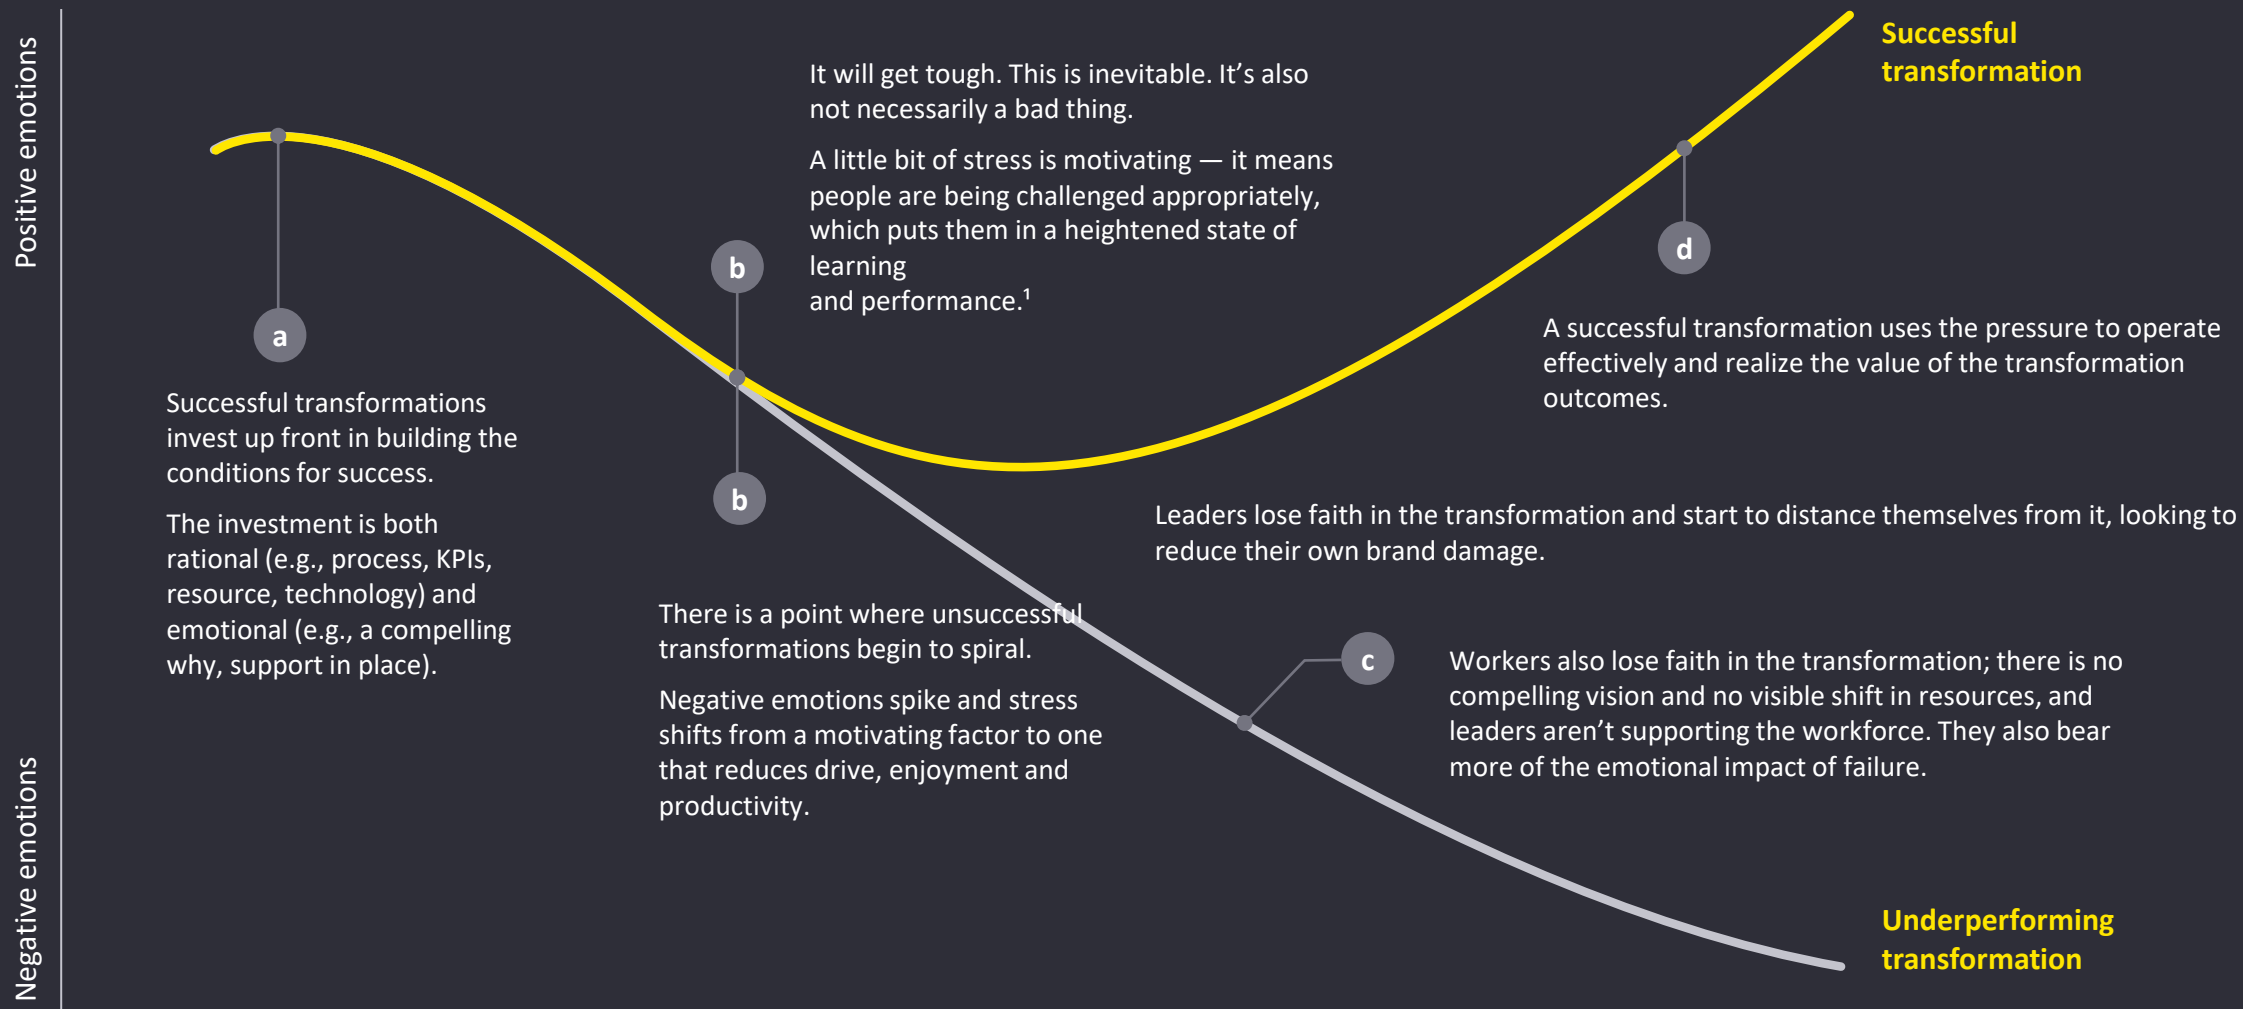 Positive emotions
Negative emotions
a
Successful transformations
invest up front in building the
conditions for success.
The investment is both
rational (e.g., process, KPIs,
resource, technology) and
emotional (e.g., a compelling
why, support in place).
b
It will get tough. This is inevitable. It’s also
not necessarily a bad thing.
A little bit of stress is motivating — it means
people are being challenged appropriately,
which puts them in a heightened state of
learning
and performance.¹
b
There is a point where unsuccessful
transformations begin to spiral.
Negative emotions spike and stress
shifts from a motivating factor to one
that reduces drive, enjoyment and
productivity.
Leaders lose faith in the transformation and start to distance themselves from it, looking to
reduce their own brand damage.
c
Workers also lose faith in the transformation; there is no
compelling vision and no visible shift in resources, and
leaders aren’t supporting the workforce. They also bear
more of the emotional impact of failure.
d
A successful transformation uses the pressure to operate
effectively and realize the value of the transformation
outcomes.
Successful
transformation
Underperforming
transformation